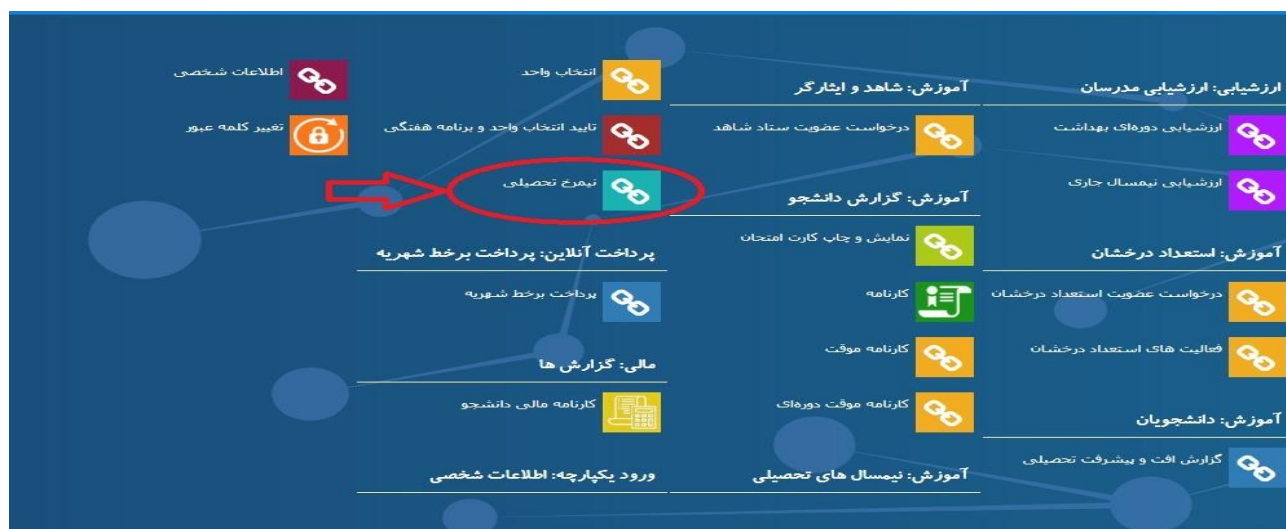 ارزشیابی: ارزشیابی مدرسان
ارزشیابی دوره‌ای بهداشت
ارزشیابی نیمسال جاری
آموزش: استعداد درخشان
درخواست عضویت استعداد درخشان
فعالیت های استعداد درخشان
آموزش: دانشجویان
گزارش افت و پیشرفت تحصیلی
آموزش: شاهد و ایثارگر
درخواست عضویت ستاد شاهد
آموزش: گزارش دانشجو
نمایش و چاپ کارت امتحان
کارنامه
کارنامه موقت
کارنامه موقت دوره‌ای
آموزش: نیمسال های تحصیلی
انتخاب واحد
تایید انتخاب واحد و برنامه هفتگی
نیمرخ تحصیلی
پرداخت آنلاین: پرداخت برخط شهریه
پرداخت برخط شهریه
مالی: گزارش ها
کارنامه مالی دانشجو
ورود یکپارچه: اطلاعات شخصی
اطلاعات شخصی
تغییر کلمه عبور